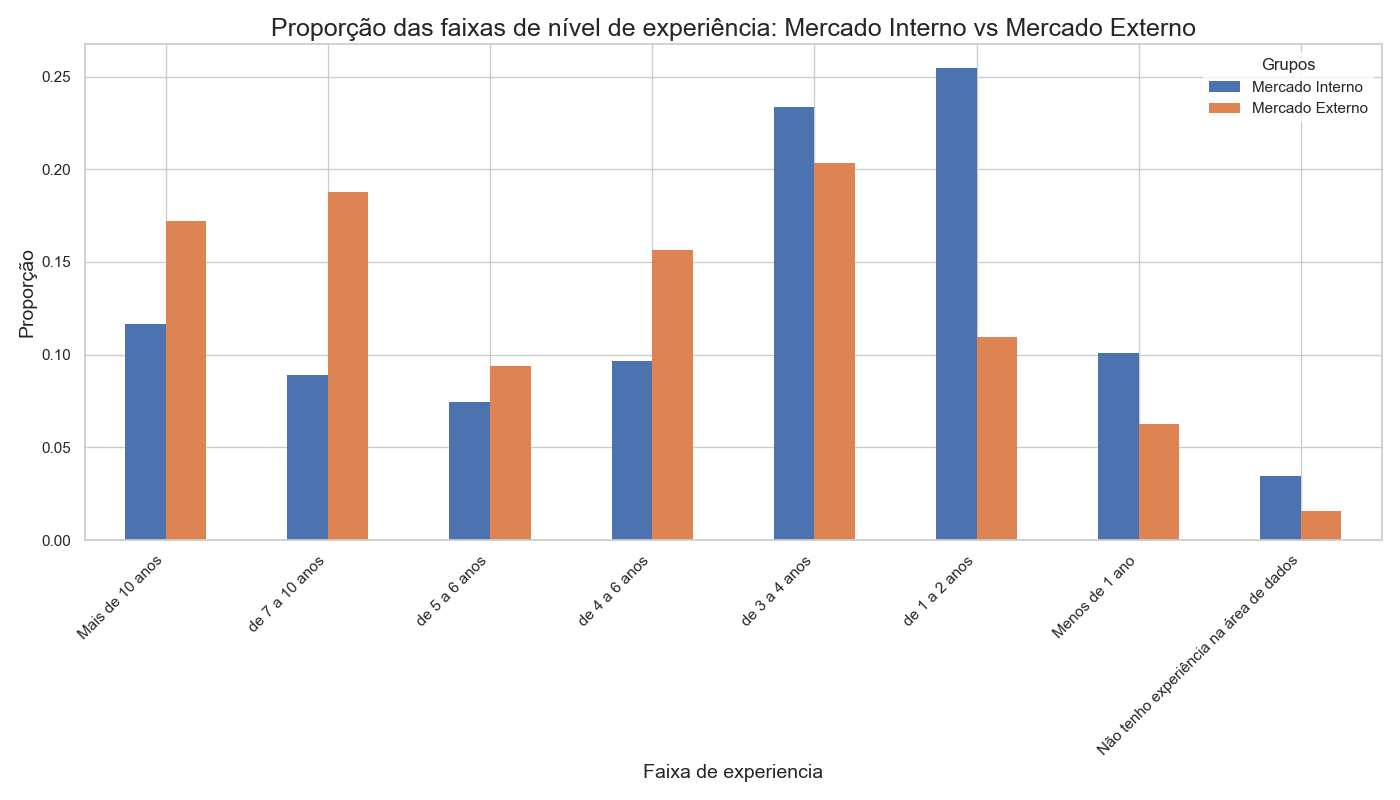 Proporção das faixas de nível de experiência: Mercado Interno vs Mercado Externo
Grupos
Mercado Interno
Mercado Externo
Proporção
0.25
0.20
0.15
0.10
0.05
0.00
Mais de 10 anos
de 7 a 10 anos
de 5 a 6 anos
de 4 a 6 anos
de 3 a 4 anos
de 1 a 2 anos
Menos de 1 ano
Não tenho experiência na área de dados
Faixa de experiencia